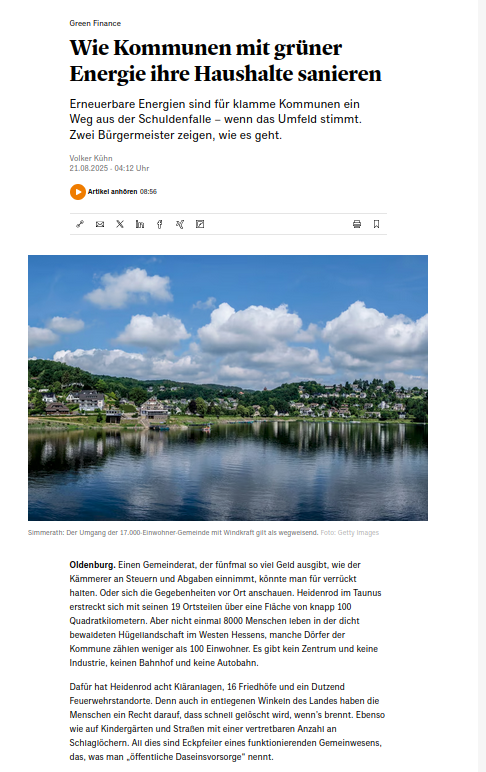 Green Finance
Wie Kommunen mit grüner
Energie ihre Haushalte sanieren
Erneuerbare Energien sind für klamme Kommunen ein
Weg aus der Schuldenfalle – wenn das Umfeld stimmt.
Zwei Bürgermeister zeigen, wie es geht.
Volker Kühn
21.08.2025 - 04:12 Uhr
Artikel anhören 08:56
Simmerath: Der Umgang der 17.000-Einwohner-Gemeinde mit Windkraft gilt als wegweisend. Foto: Getty Images
Oldenburg. Einen Gemeinderat, der fünfmal so viel Geld ausgibt, wie der
Kämmerer an Steuern und Abgaben einnimmt, könnte man für verrückt
halten. Oder sich die Gegebenheiten vor Ort anschauen. Heidenrod im Taunus
erstreckt sich mit seinen 19 Ortsteilen über eine Fläche von knapp 100
Quadratkilometern. Aber nicht einmal 8000 Menschen leben in der dicht
bewaldeten Hügellandschaft im Westen Hessens, manche Dörfer der
Kommune zählen weniger als 100 Einwohner. Es gibt kein Zentrum und keine
Industrie, keinen Bahnhof und keine Autobahn.
Dafür hat Heidenrod acht Kläranlagen, 16 Friedhöfe und ein Dutzend
Feuerwehrstandorte. Denn auch in entlegenen Winkeln des Landes haben die
Menschen ein Recht darauf, dass schnell gelöscht wird, wenn's brennt. Ebenso
wie auf Kindergärten und Straßen mit einer vertretbaren Anzahl an
Schlaglöchern. All dies sind Eckpfeiler eines funktionierenden Gemeinwesens,
das, was man „öffentliche Daseinsvorsorge" nennt.